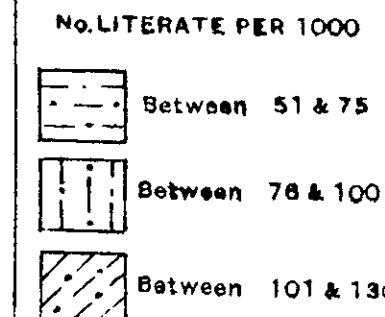 No. LITERATE PER 1000
Between 51 & 75
Between 76 & 100
Between 101 &